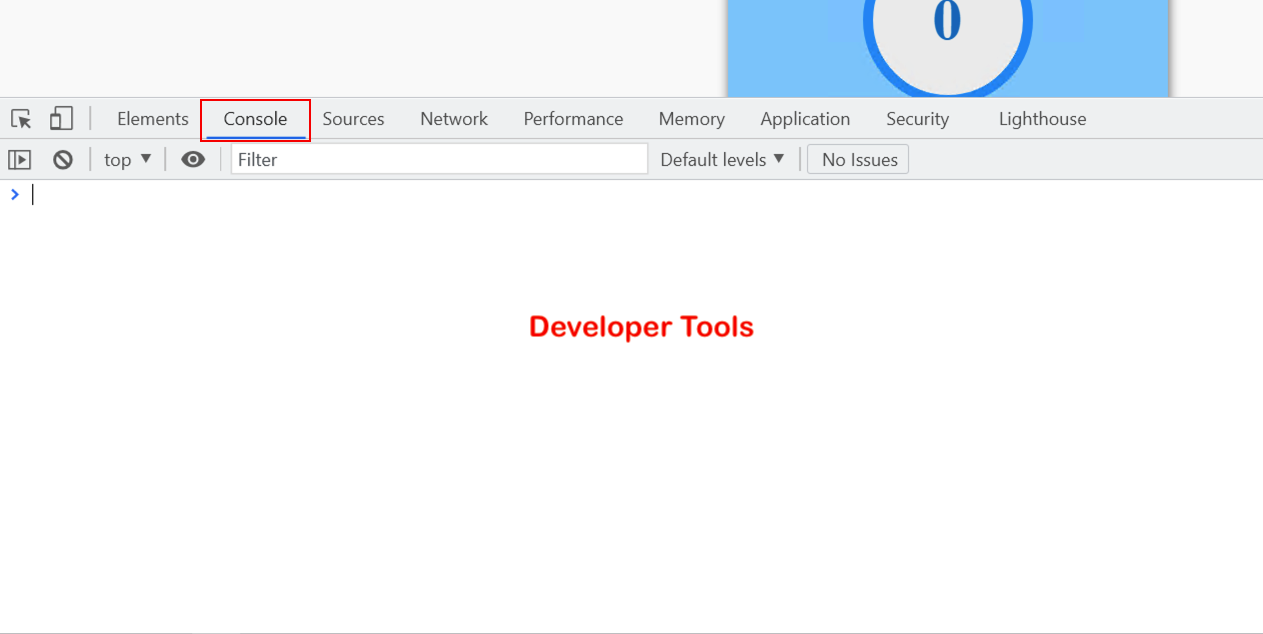 0
Elements Console Sources Network Performance Memory Application Security Lighthouse
top Filter Default levels No Issues
Developer Tools